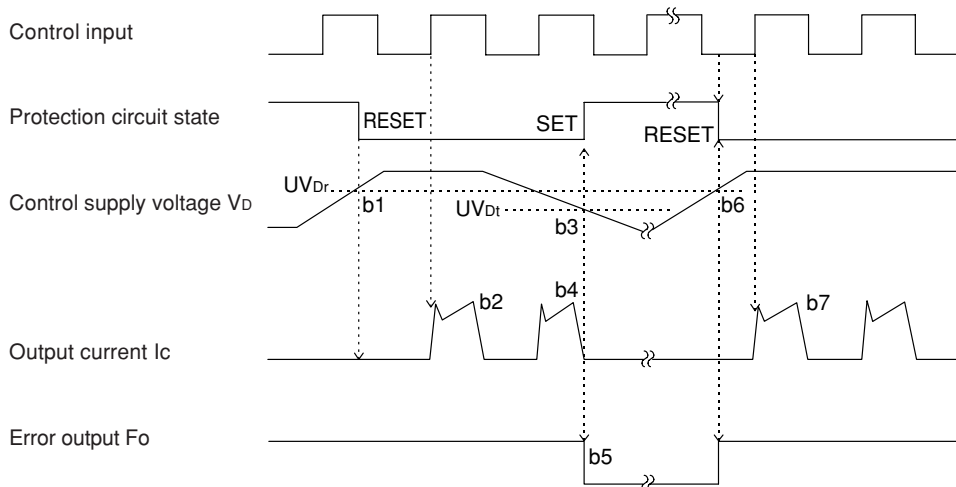 Control input
Protection circuit state
RESET
SET
RESET
UVDr
Control supply voltage VD
b1
UVDt
b3
b6
b2
b4
b7
Output current Ic
Error output Fo
b5